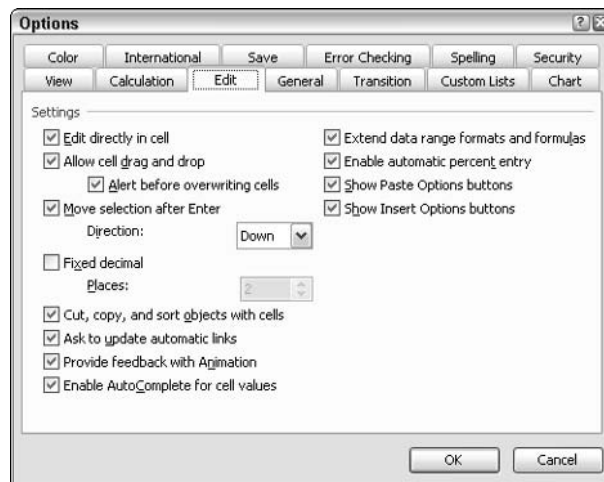 Options
Color International Save Error Checking Spelling Security
View Calculation Edit General Transition Custom Lists Chart
Settings
Edit directly in cell
Allow cell drag and drop
Alert before overwriting cells
Move selection after Enter
Direction: Down
Fixed decimal
Places: 2
Cut, copy, and sort objects with cells
Ask to update automatic links
Provide feedback with Animation
Enable AutoComplete for cell values
Extend data range formats and formulas
Enable automatic percent entry
Show Paste Options buttons
Show Insert Options buttons
OK Cancel